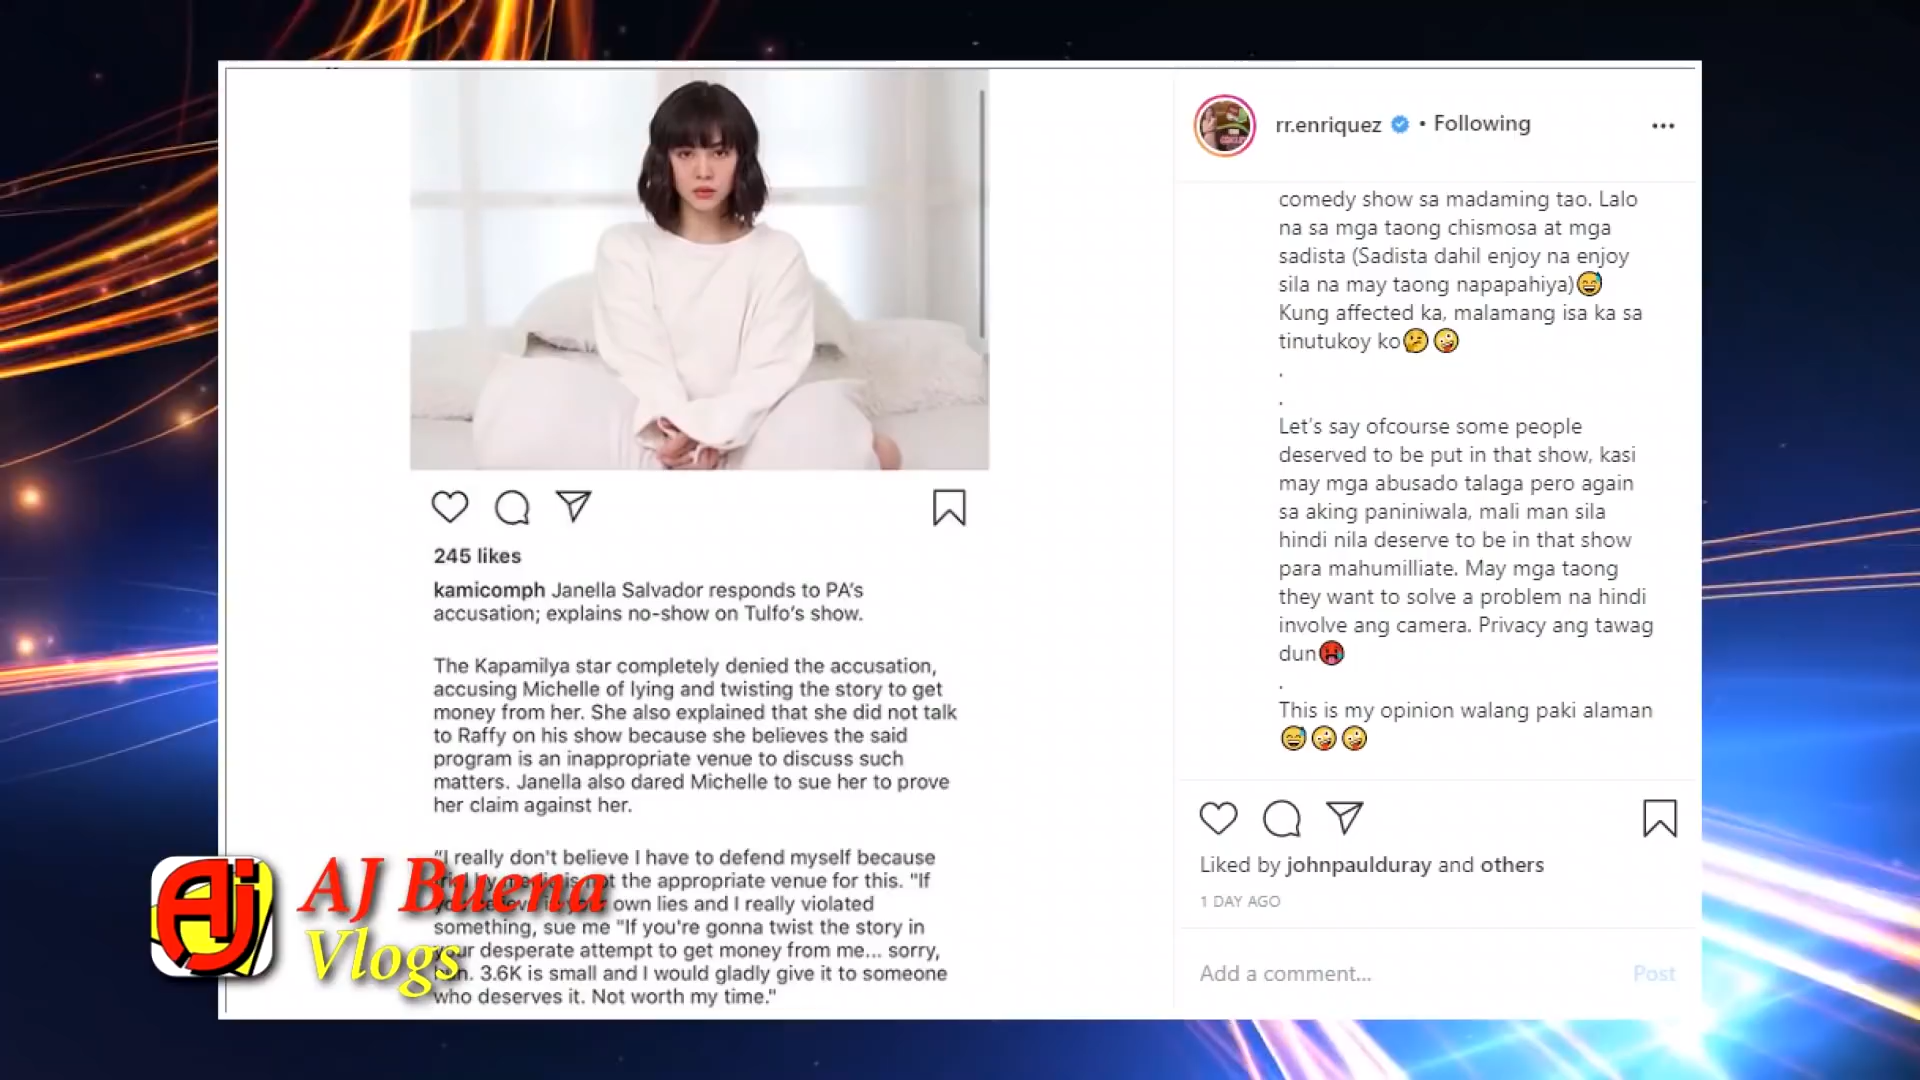 245 likes
kamicomph Janella Salvador responds to PA's
accusation; explains no-show on Tulfo's show.
The Kapamilya star completely denied the accusation,
accusing Michelle of lying and twisting the story to get
money from her. She also explained that she did not talk
to Raffy on his show because she believes the said
program is an inappropriate venue to discuss such
matters. Janella also dared Michelle to sue her to prove
her claim against her.
"I really don't believe I have to defend myself because
the appropriate venue for this. "If
own lies and I really violated
something, sue me "If you're gonna twist the story in
your desperate attempt to get money from me... sorry,
3.6K is small and I would gladly give it to someone
who deserves it. Not worth my time."
AJ
AJ Buena
Vlogs
rr.enriquez • Following
comedy show sa madaming tao. Lalo
na sa mga taong chismosa at mga
sadista (Sadista dahil enjoy na enjoy
sila na may taong napapahiya)😅
Kung affected ka, malamang isa ka sa
tinutukoy ko🤔🤪
.
.
Let's say ofcourse some people
deserved to be put in that show, kasi
may mga abusado talaga pero again
sa aking paniniwala, mali man sila
hindi nila deserve to be in that show
para mahumilliate. May mga taong
they want to solve a problem na hindi
involve ang camera. Privacy ang tawag
dun🥵
.
This is my opinion walang paki alaman
😅🤪🤪
Liked by johnpaulduray and others
1 DAY AGO
Add a comment... Post